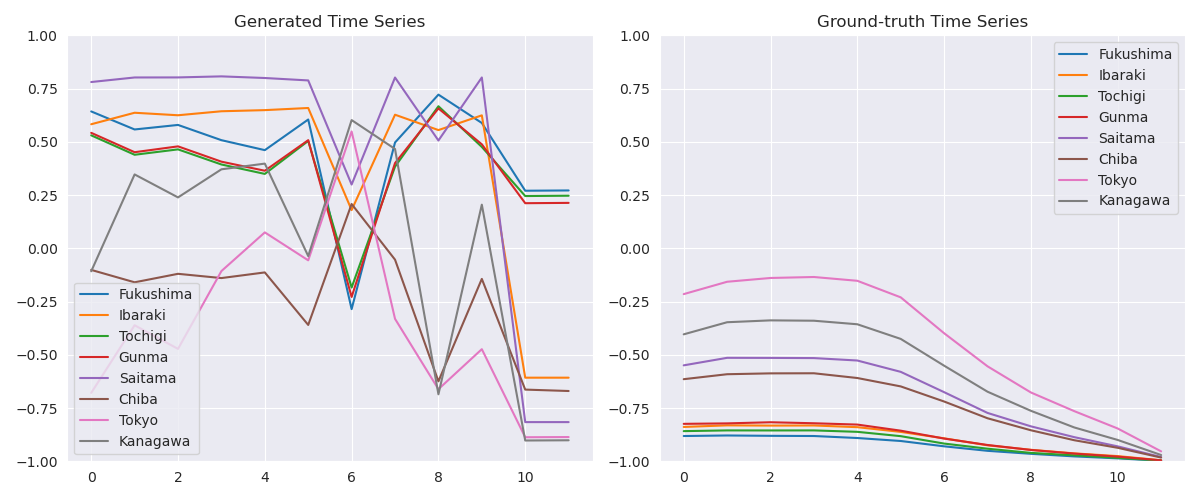 Generated Time Series
1.00
0.75
0.50
0.25
0.00
−0.25
−0.50
−0.75
−1.00
0
2
4
6
8
10
Fukushima
Ibaraki
Tochigi
Gunma
Saitama
Chiba
Tokyo
Kanagawa
Ground-truth Time Series
1.00
0.75
0.50
0.25
0.00
−0.25
−0.50
−0.75
−1.00
0
2
4
6
8
10
Fukushima
Ibaraki
Tochigi
Gunma
Saitama
Chiba
Tokyo
Kanagawa